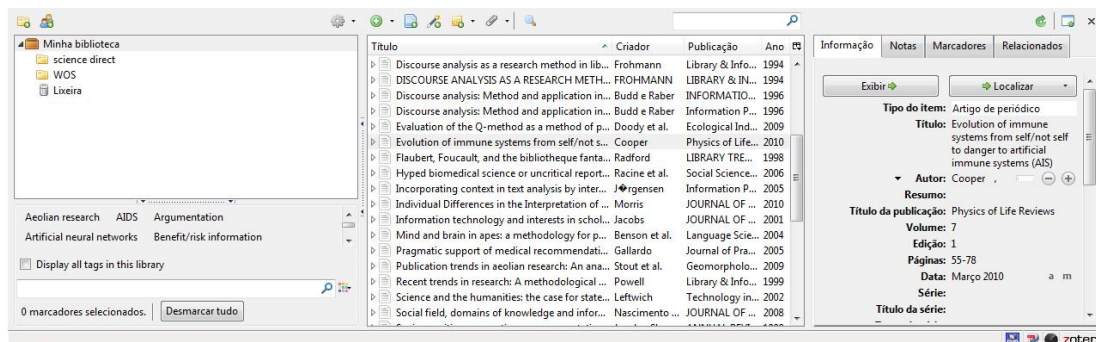 Minha biblioteca
science direct
WOS
Lixeira
Aeolian research AIDS Argumentation
Artificial neural networks Benefit/risk information
Display all tags in this library
0 marcadores selecionados. Desmarcar tudo
Título Criador Publicação Ano
Discourse analysis as a research method in lib... Frohmann Library & Info... 1994
DISCOURSE ANALYSIS AS A RESEARCH METH... FROHMANN LIBRARY & IN... 1994
Discourse analysis: Method and application in... Budd e Raber INFORMATIO... 1996
Discourse analysis: Method and application in... Budd e Raber Information P... 1996
Evaluation of the Q-method as a method of p... Doody et al. Ecological Ind... 2009
Evolution of immune systems from self/not s... Cooper Physics of Life... 2010
Flaubert, Foucault, and the bibliotheque fanta... Radford LIBRARY TRE... 1998
Hyped biomedical science or uncritical report... Racine et al. Social Science... 2006
Incorporating context in text analysis by inter... J�rgensen Information P... 2005
Individual Differences in the Interpretation of ... Morris JOURNAL OF ... 2010
Information technology and interests in schol... Jacobs JOURNAL OF ... 2001
Mind and brain in apes: a methodology for p... Benson et al. Language Scie... 2004
Pragmatic support of medical recommendati... Gallardo Journal of Pra... 2005
Publication trends in aeolian research: An ana... Stout et al. Geomorpholo... 2009
Recent trends in research: A methodological ... Powell Library & Info... 1999
Science and the humanities: the case for state... Leftwich Technology in... 2002
Social field, domains of knowledge and infor... Nascimento ... JOURNAL OF ... 2008
Informação Notas Marcadores Relacionados
Exibir Localizar
Tipo do item: Artigo de periódico
Título: Evolution of immune
systems from self/not self
to danger to artificial
immune systems (AIS)
Autor: Cooper ,
Resumo:
Título da publicação: Physics of Life Reviews
Volume: 7
Edição: 1
Páginas: 55-78
Data: Março 2010 a m
Série:
Título da série: